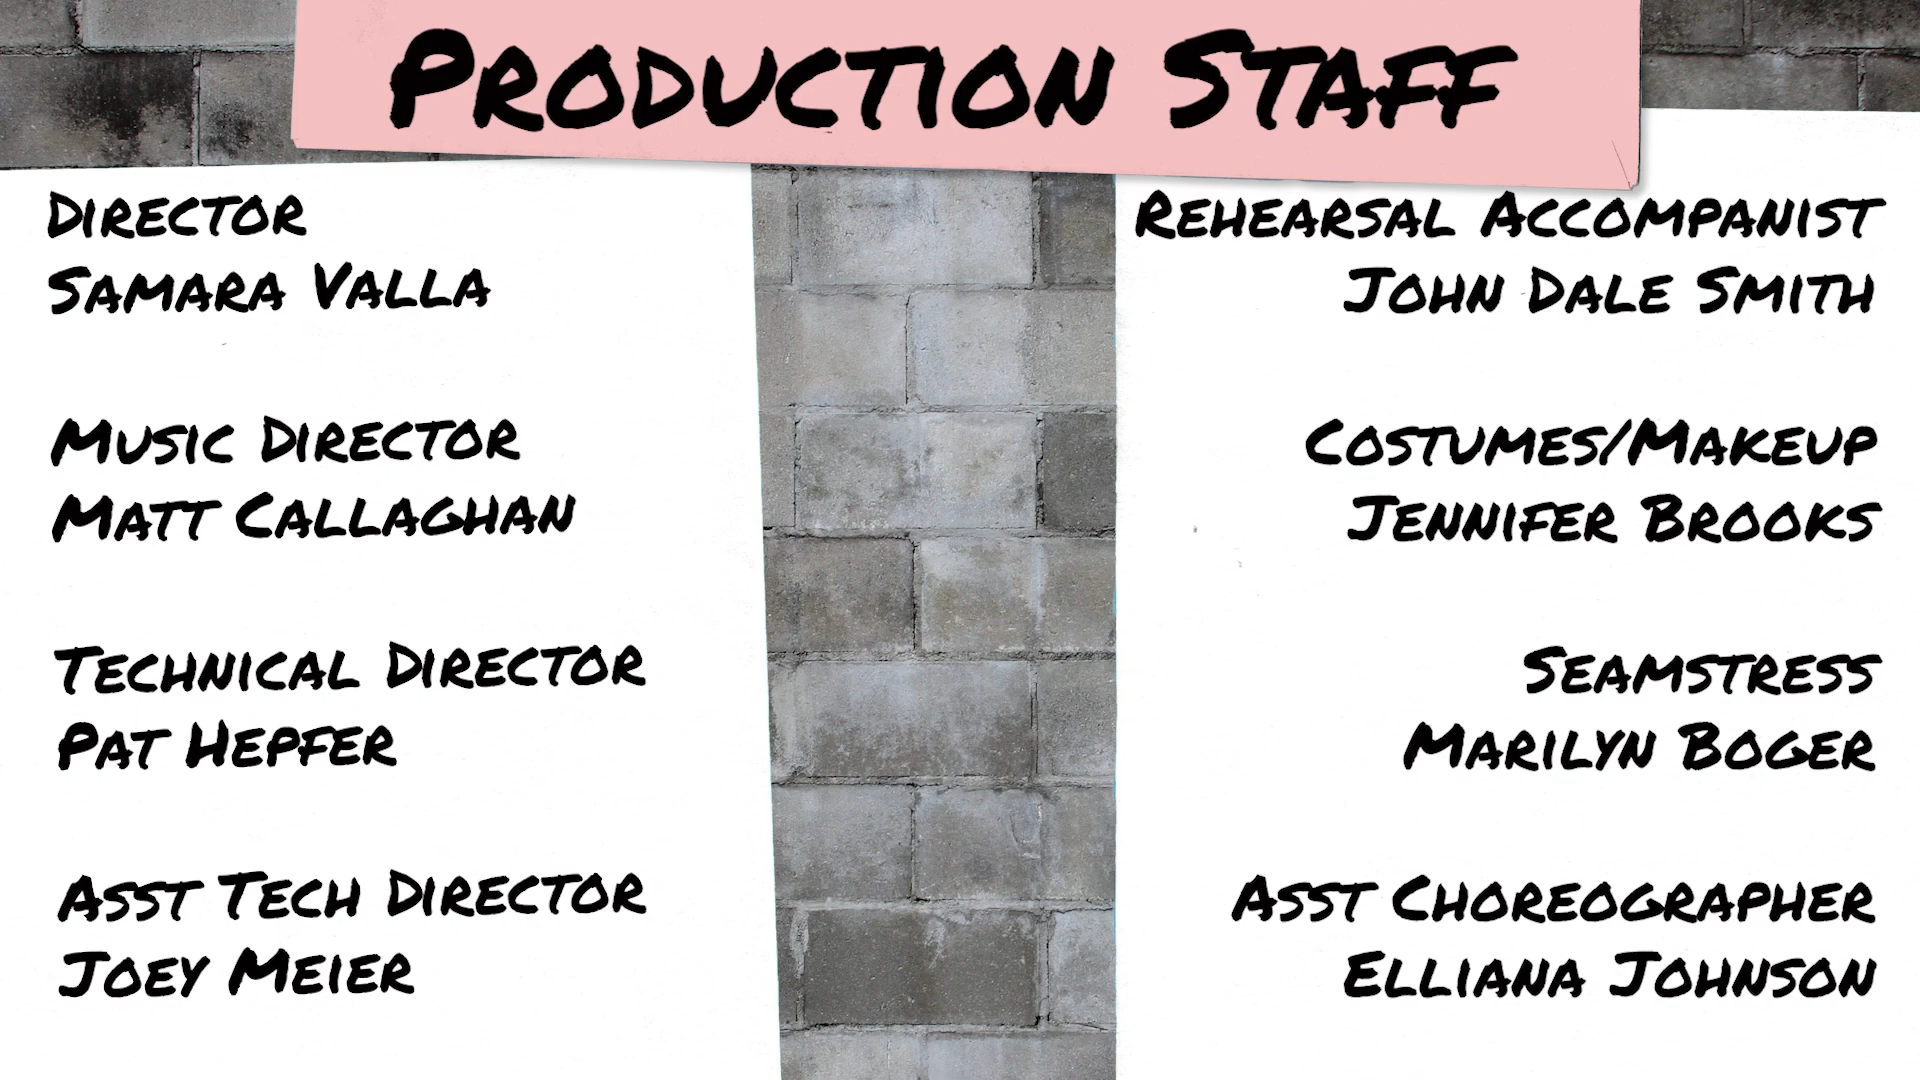 Production Staff
Director
Samara Valla
Music Director
Matt Callaghan
Technical Director
Pat Hepfer
Asst Tech Director
Joey Meier
Rehearsal Accompanist
John Dale Smith
Costumes/Makeup
Jennifer Brooks
Seamstress
Marilyn Boger
Asst Choreographer
Elliana Johnson